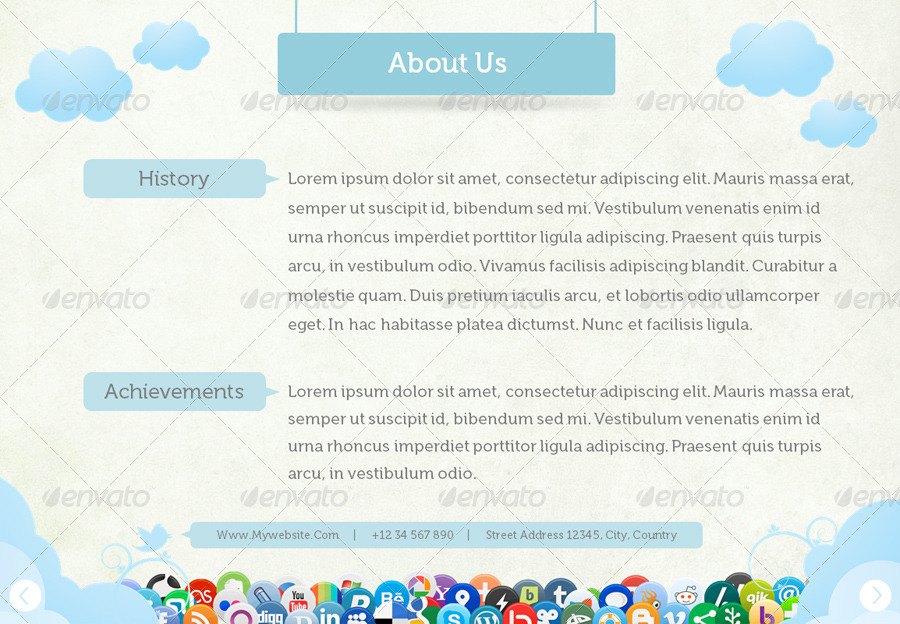 About Us
History
Lorem ipsum dolor sit amet, consectetur adipiscing elit. Mauris massa erat,
semper ut suscipit id, bibendum sed mi. Vestibulum venenatis enim id
urna rhoncus imperdiet porttitor ligula adipiscing. Praesent quis turpis
arcu, in vestibulum odio. Vivamus facilisis adipiscing blandit. Curabitur a
molestie quam. Duis pretium iaculis arcu, et lobortis odio ullamcorper
eget. In hac habitasse platea dictumst. Nunc et facilisis ligula.
Achievements
Lorem ipsum dolor sit amet, consectetur adipiscing elit. Mauris massa erat,
semper ut suscipit id, bibendum sed mi. Vestibulum venenatis enim id
urna rhoncus imperdiet porttitor ligula adipiscing. Praesent quis turpis
arcu, in vestibulum odio.
Www.Mywebsite.Com | +12 34 567 890 | Street Address 12345, City, Country
envato envato envato envato envato
envato envato envato envato envato
envato envato envato envato envato
You Tube
Bē
qik
digg
in